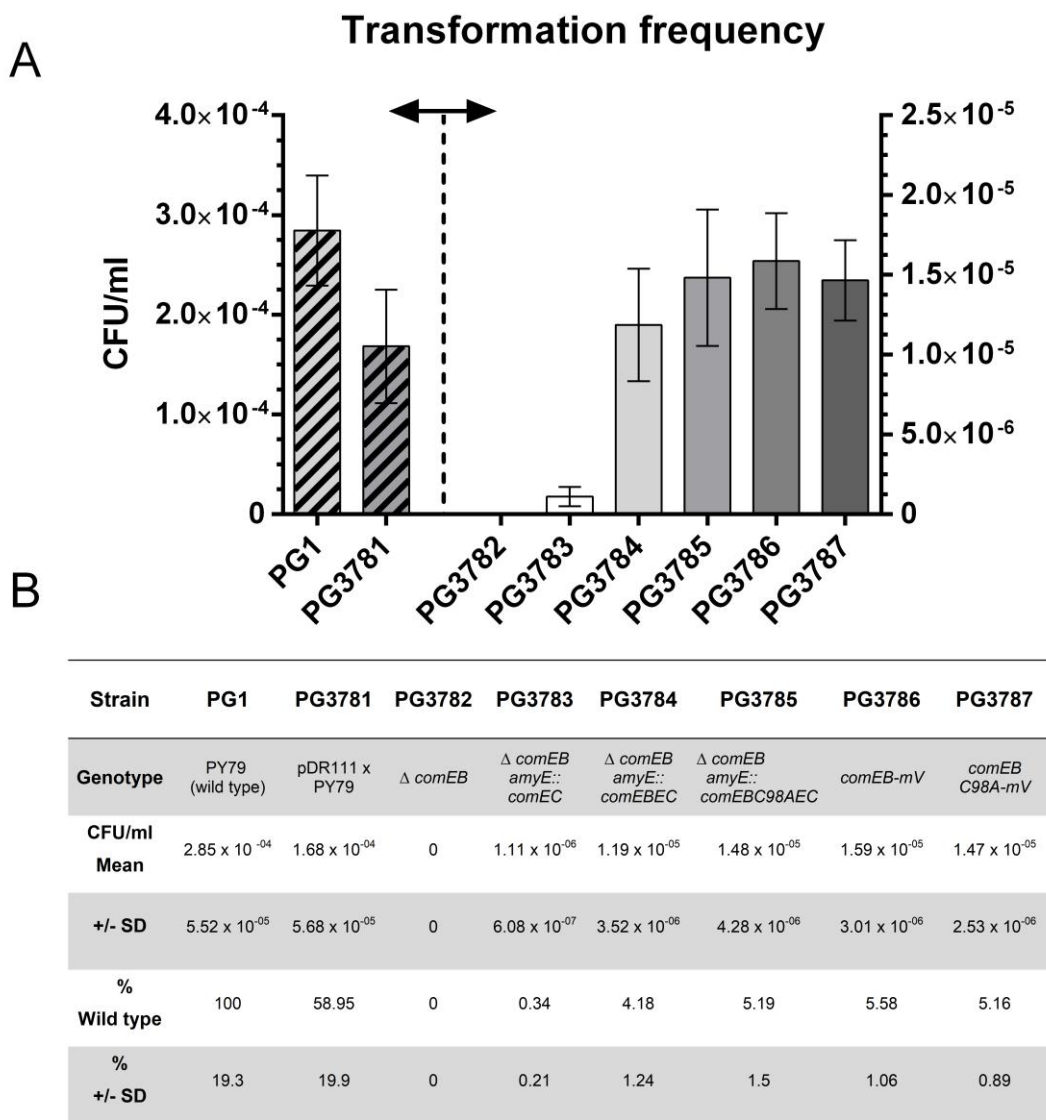 Transformation frequency
A
CFU/ml
4.0×10⁻⁴
3.0×10⁻⁴
2.0×10⁻⁴
1.0×10⁻⁴
0
2.5×10⁻⁵
2.0×10⁻⁵
1.5×10⁻⁵
1.0×10⁻⁵
5.0×10⁻⁶
0
PG1
PG3781
PG3782
PG3783
PG3784
PG3785
PG3786
PG3787
B
Strain PG1 PG3781 PG3782 PG3783 PG3784 PG3785 PG3786 PG3787
Genotype PY79 (wild type) pDR111 x PY79 Δ comEB Δ comEB amyE:: comEC Δ comEB amyE:: comEBEC Δ comEB amyE:: comEBC98AEC comEB-mV comEB C98A-mV
CFU/ml Mean 2.85 x 10⁻⁰⁴ 1.68 x 10⁻⁰⁴ 0 1.11 x 10⁻⁰⁶ 1.19 x 10⁻⁰⁵ 1.48 x 10⁻⁰⁵ 1.59 x 10⁻⁰⁵ 1.47 x 10⁻⁰⁵
+/- SD 5.52 x 10⁻⁰⁵ 5.68 x 10⁻⁰⁵ 0 6.08 x 10⁻⁰⁷ 3.52 x 10⁻⁰⁶ 4.28 x 10⁻⁰⁶ 3.01 x 10⁻⁰⁶ 2.53 x 10⁻⁰⁶
% Wild type 100 58.95 0 0.34 4.18 5.19 5.58 5.16
% +/- SD 19.3 19.9 0 0.21 1.24 1.5 1.06 0.89